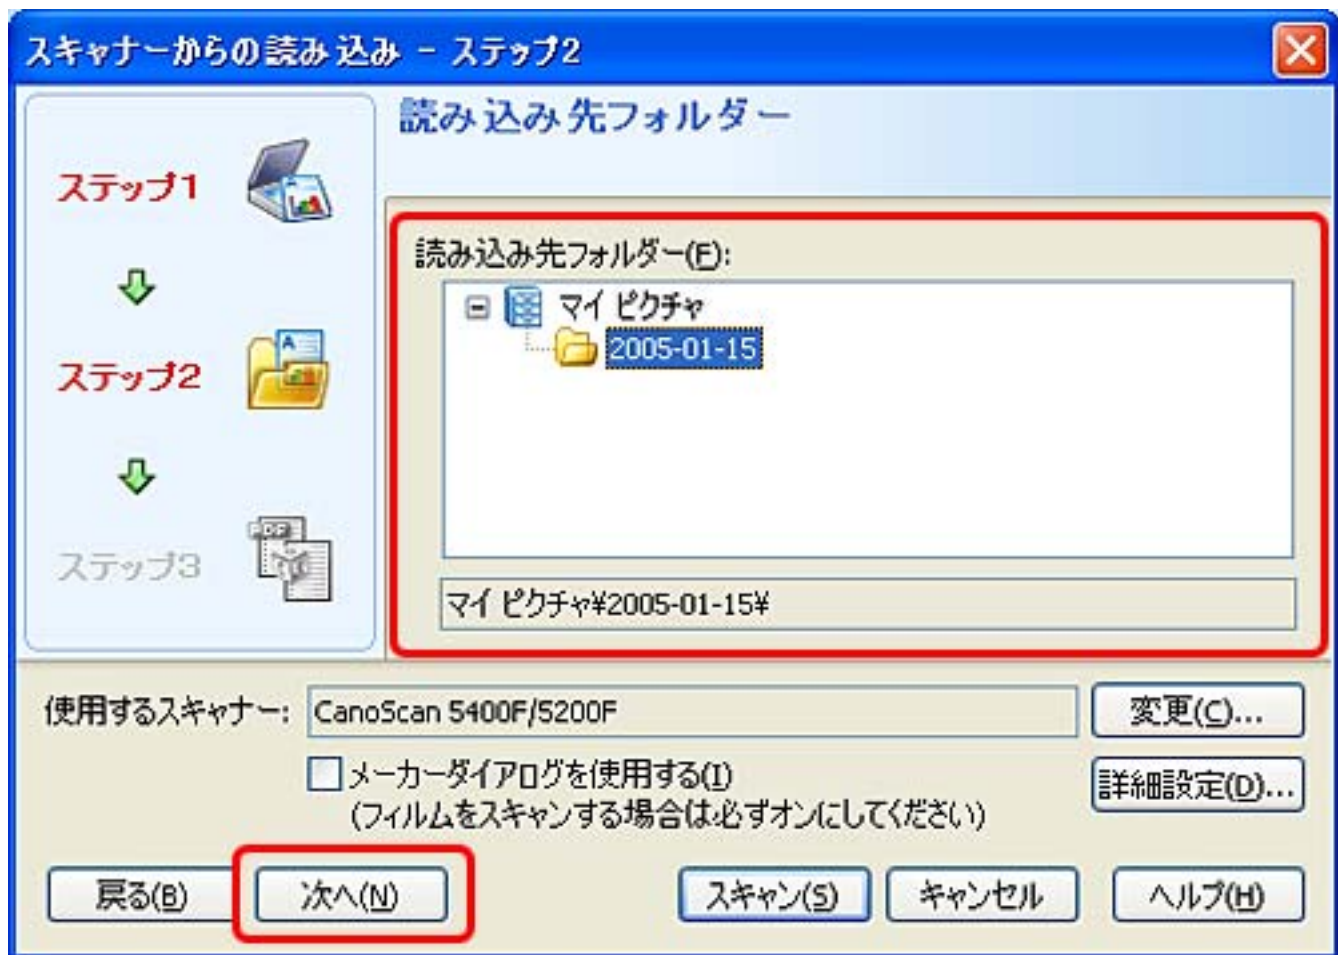 スキャナーからの読み込み - ステップ2
読み込み先フォルダー
ステップ1
ステップ2
ステップ3
PDF
読み込み先フォルダー(F):
マイ ピクチャ
2005-01-15
マイ ピクチャ¥2005-01-15¥
使用するスキャナー: CanoScan 5400F/5200F 変更(C)...
メーカーダイアログを使用する(I) 詳細設定(D)...
(フィルムをスキャンする場合は必ずオンにしてください)
戻る(B) 次へ(N) スキャン(S) キャンセル ヘルプ(H)